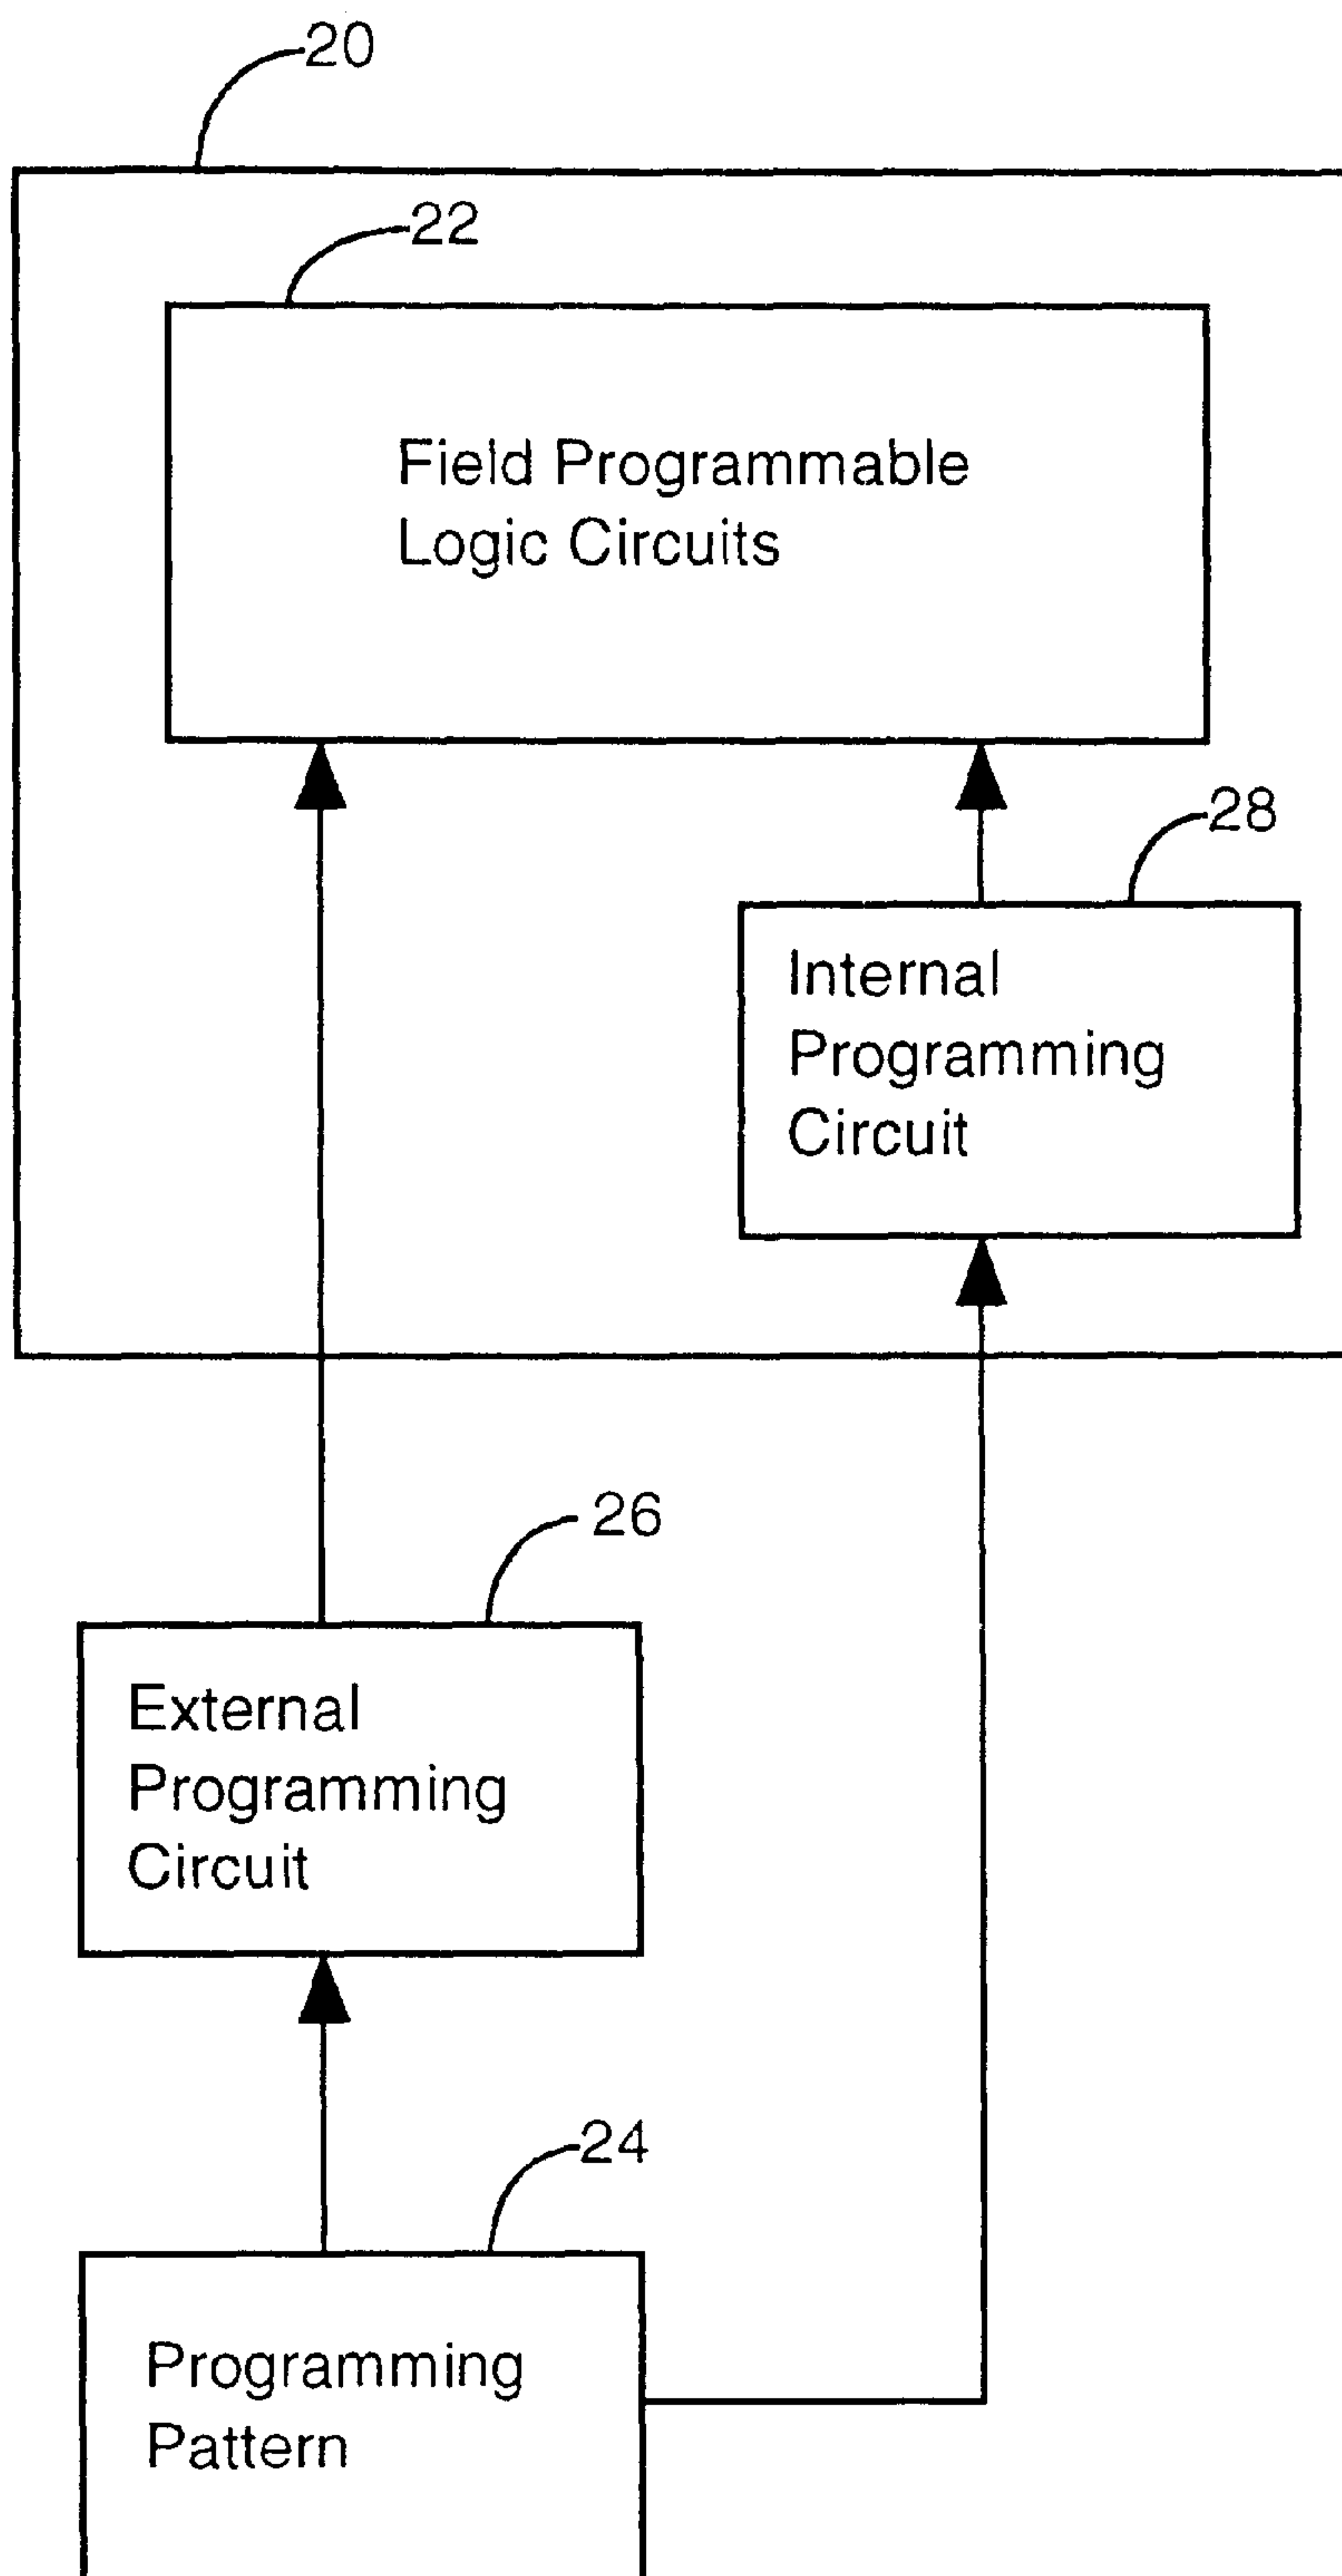 20
22
Field Programmable
Logic Circuits
28
Internal
Programming
Circuit
26
External
Programming
Circuit
24
Programming
Pattern